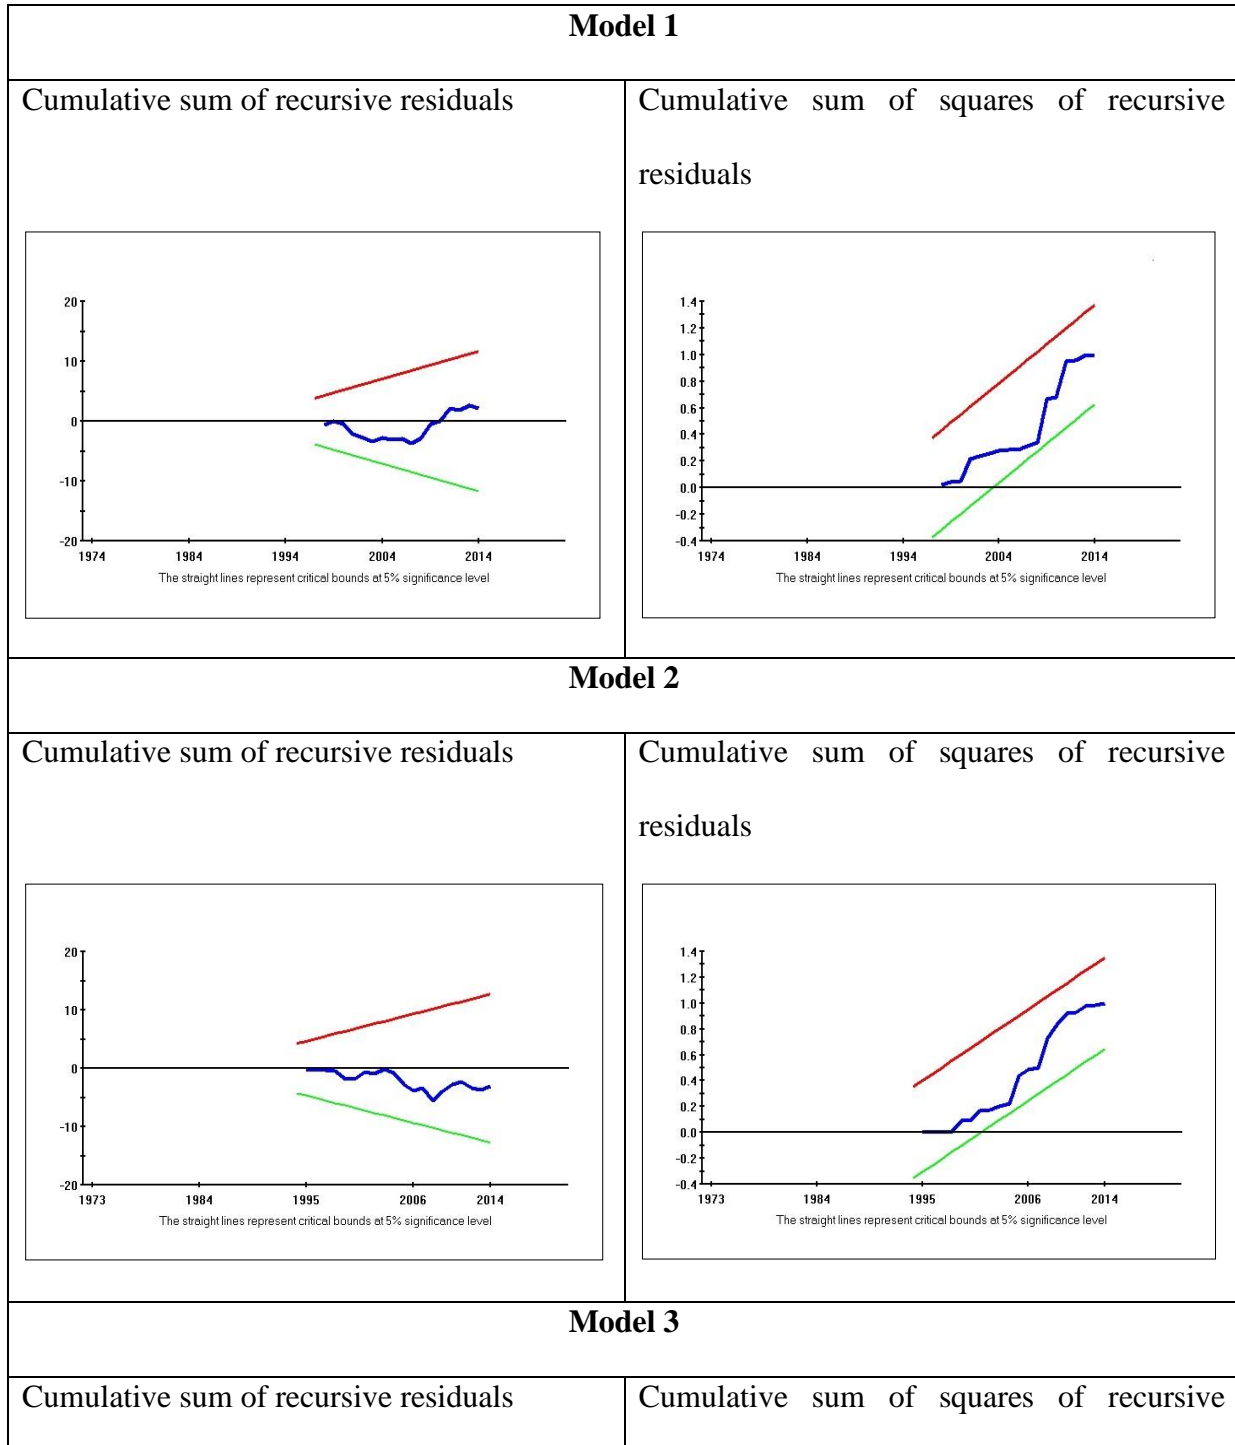 Model 1
Cumulative sum of recursive residuals
Cumulative sum of squares of recursive
residuals
20
10
0
-10
-20
1974 1984 1994 2004 2014
The straight lines represent critical bounds at 5% significance level
1.4
1.2
1.0
0.8
0.6
0.4
0.2
0.0
-0.2
-0.4
1974 1984 1994 2004 2014
The straight lines represent critical bounds at 5% significance level
Model 2
Cumulative sum of recursive residuals
Cumulative sum of squares of recursive
residuals
20
10
0
-10
-20
1973 1984 1995 2006 2014
The straight lines represent critical bounds at 5% significance level
1.4
1.2
1.0
0.8
0.6
0.4
0.2
0.0
-0.2
-0.4
1973 1984 1995 2006 2014
The straight lines represent critical bounds at 5% significance level
Model 3
Cumulative sum of recursive residuals
Cumulative sum of squares of recursive